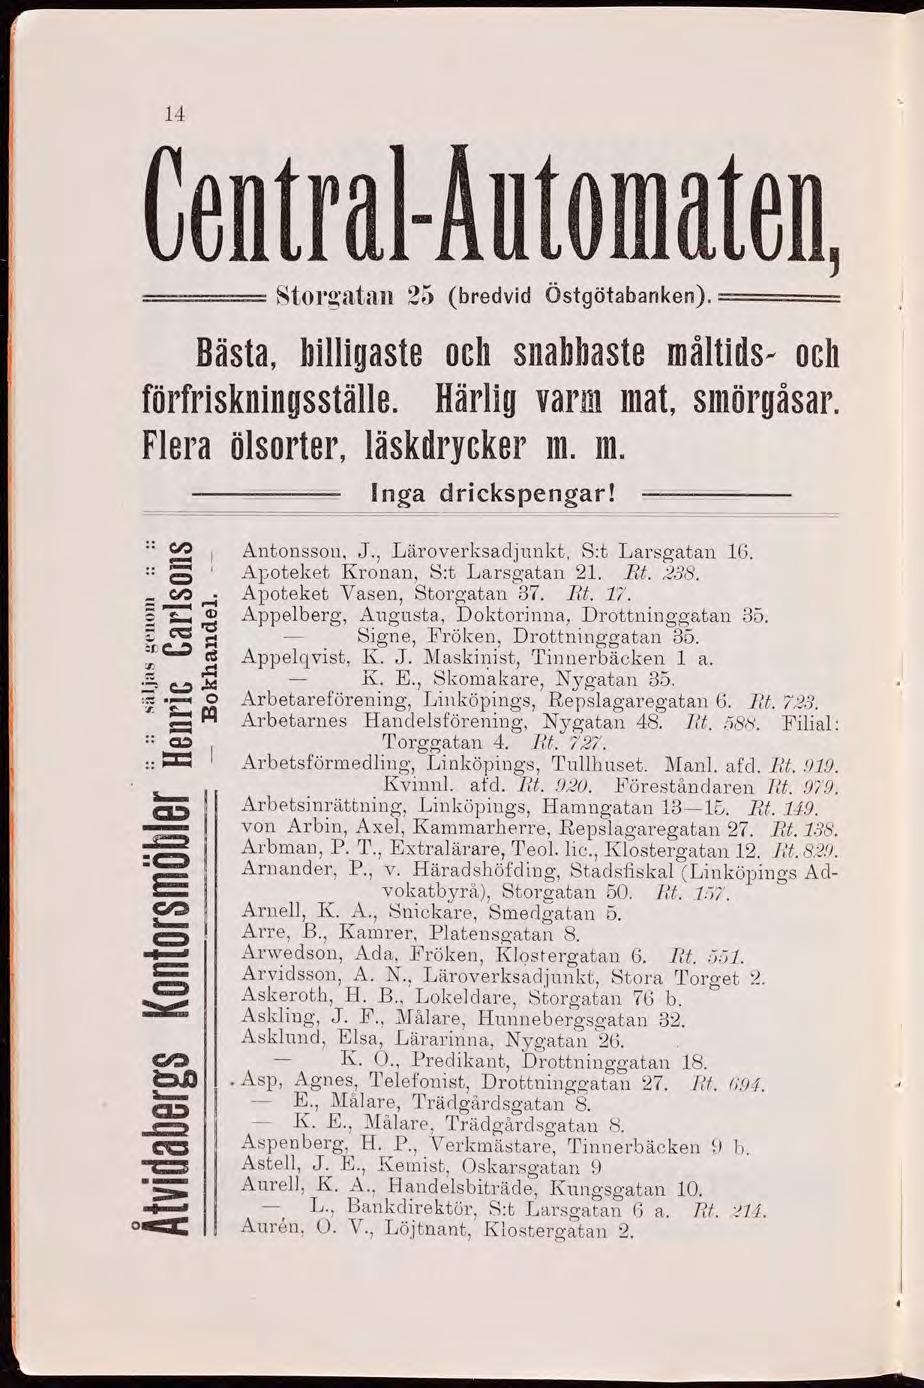 14
Central-Automaten,
Storgatan 25 (bredvid Östgötabanken).
Bästa, billigaste och snabbaste måltids- och
förfriskningsställe. Härlig varm mat, smörgåsar.
Flera ölsorter, läskdrycker m. m.
Inga drickspengar!
Åtvidabergs Kontorsmöbler
:: :: säljas genom :: ::
Henric Carlsons
— Bokhandel. —
Antonsson, J., Läroverksadjunkt, S:t Larsgatan 16.
Apoteket Kronan, S:t Larsgatan 21. Rt. 238.
Apoteket Vasen, Storgatan 37. Rt. 17.
Appelberg, Augusta, Doktorinna, Drottninggatan 35.
— Signe, Fröken, Drottninggatan 35.
Appelqvist, K. J. Maskinist, Tinnerbäcken 1 a.
— K. E., Skomakare, Nygatan 35.
Arbetareförening, Linköpings, Repslagaregatan 6. Rt. 723.
Arbetarnes Handelsförening, Nygatan 48. Rt. 588. Filial:
Torggatan 4. Rt. 727.
Arbetsförmedling, Linköpings, Tullhuset. Manl. afd. Rt. 919.
Kvinnl. afd. Rt. 920. Föreståndaren Rt. 979.
Arbetsinrättning, Linköpings, Hamngatan 13—15. Rt. 149.
von Arbin, Axel, Kammarherre, Repslagaregatan 27. Rt. 138.
Arbman, P. T., Extralärare, Teol. lic., Klostergatan 12. Rt. 829.
Arnander, P., v. Häradshöfding, Stadsfiskal (Linköpings Ad-
vokatbyrå), Storgatan 50. Rt. 157.
Arnell, K. A., Snickare, Smedgatan 5.
Arre, B., Kamrer, Platensgatan 8.
Arwedson, Ada, Fröken, Klostergatan 6. Rt. 551.
Arvidsson, A. N., Läroverksadjunkt, Stora Torget 2.
Askeroth, H. B., Lokeldare, Storgatan 76 b.
Askling, J. F., Målare, Hunnebergsgatan 32.
Asklund, Elsa, Lärarinna, Nygatan 26.
— K. O., Predikant, Drottninggatan 18.
Asp, Agnes, Telefonist, Drottninggatan 27. Rt. 694.
— E., Målare, Trädgårdsgatan 8.
— K. E., Målare, Trädgårdsgatan 8.
Aspenberg, H. P., Verkmästare, Tinnerbäcken 9 b.
Astell, J. E., Kemist, Oskarsgatan 9
Aurell, K. A., Handelsbiträde, Kungsgatan 10.
— L., Bankdirektör, S:t Larsgatan 6 a. Rt. 214.
Aurén, O. V., Löjtnant, Klostergatan 2.